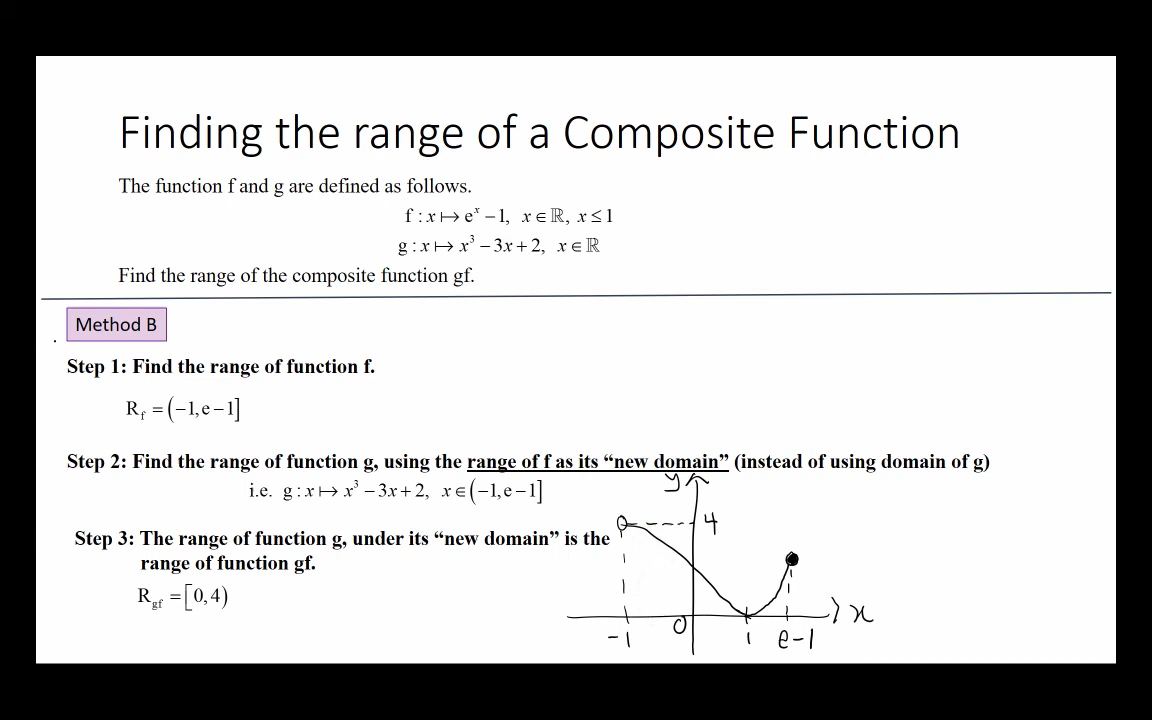 Finding the range of a Composite Function
The function f and g are defined as follows.
f : x ↦ eˣ − 1, x ∈ ℝ, x ≤ 1
g : x ↦ x³ − 3x + 2, x ∈ ℝ
Find the range of the composite function gf.
Method B
.
Step 1: Find the range of function f.
R_f = (−1, e − 1]
Step 2: Find the range of function g, using the range of f as its “new domain” (instead of using domain of g)
i.e. g : x ↦ x³ − 3x + 2, x ∈ (−1, e − 1]
Step 3: The range of function g, under its “new domain” is the
range of function gf.
R_gf = [0, 4)
y
4
0
x
−1
1
e−1